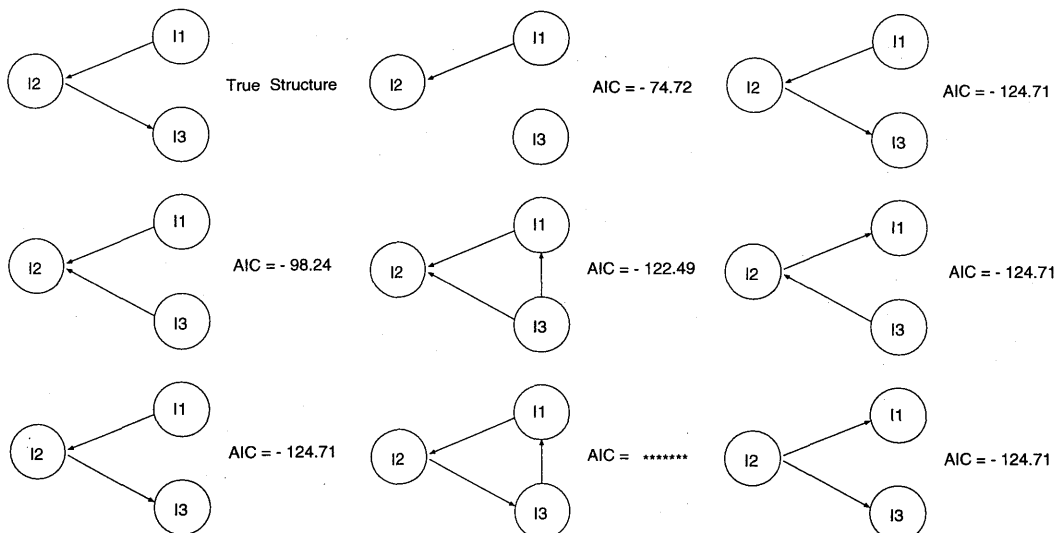 I1
I2
True Structure
I3
I1
I2
AIC = - 74.72
I3
I1
I2
AIC = - 124.71
I3
I1
I2
AIC = - 98.24
I3
I1
I2
AIC = - 122.49
I3
I1
I2
AIC = - 124.71
I3
I1
I2
AIC = - 124.71
I3
I1
I2
AIC = *******
I3
I1
I2
AIC = - 124.71
I3